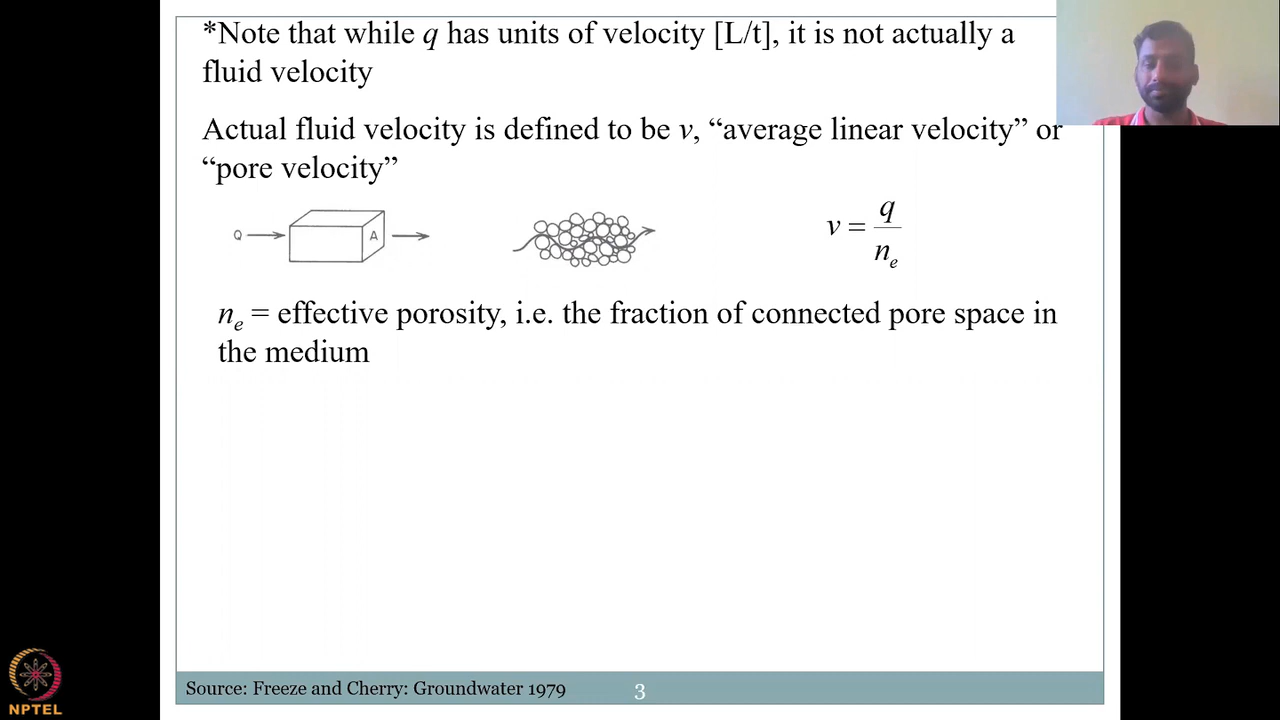 *Note that while q has units of velocity [L/t], it is not actually a
fluid velocity
Actual fluid velocity is defined to be v, “average linear velocity” or
“pore velocity”
Q
A
v = q / nₑ
nₑ = effective porosity, i.e. the fraction of connected pore space in
the medium
Source: Freeze and Cherry: Groundwater 1979
3
NPTEL